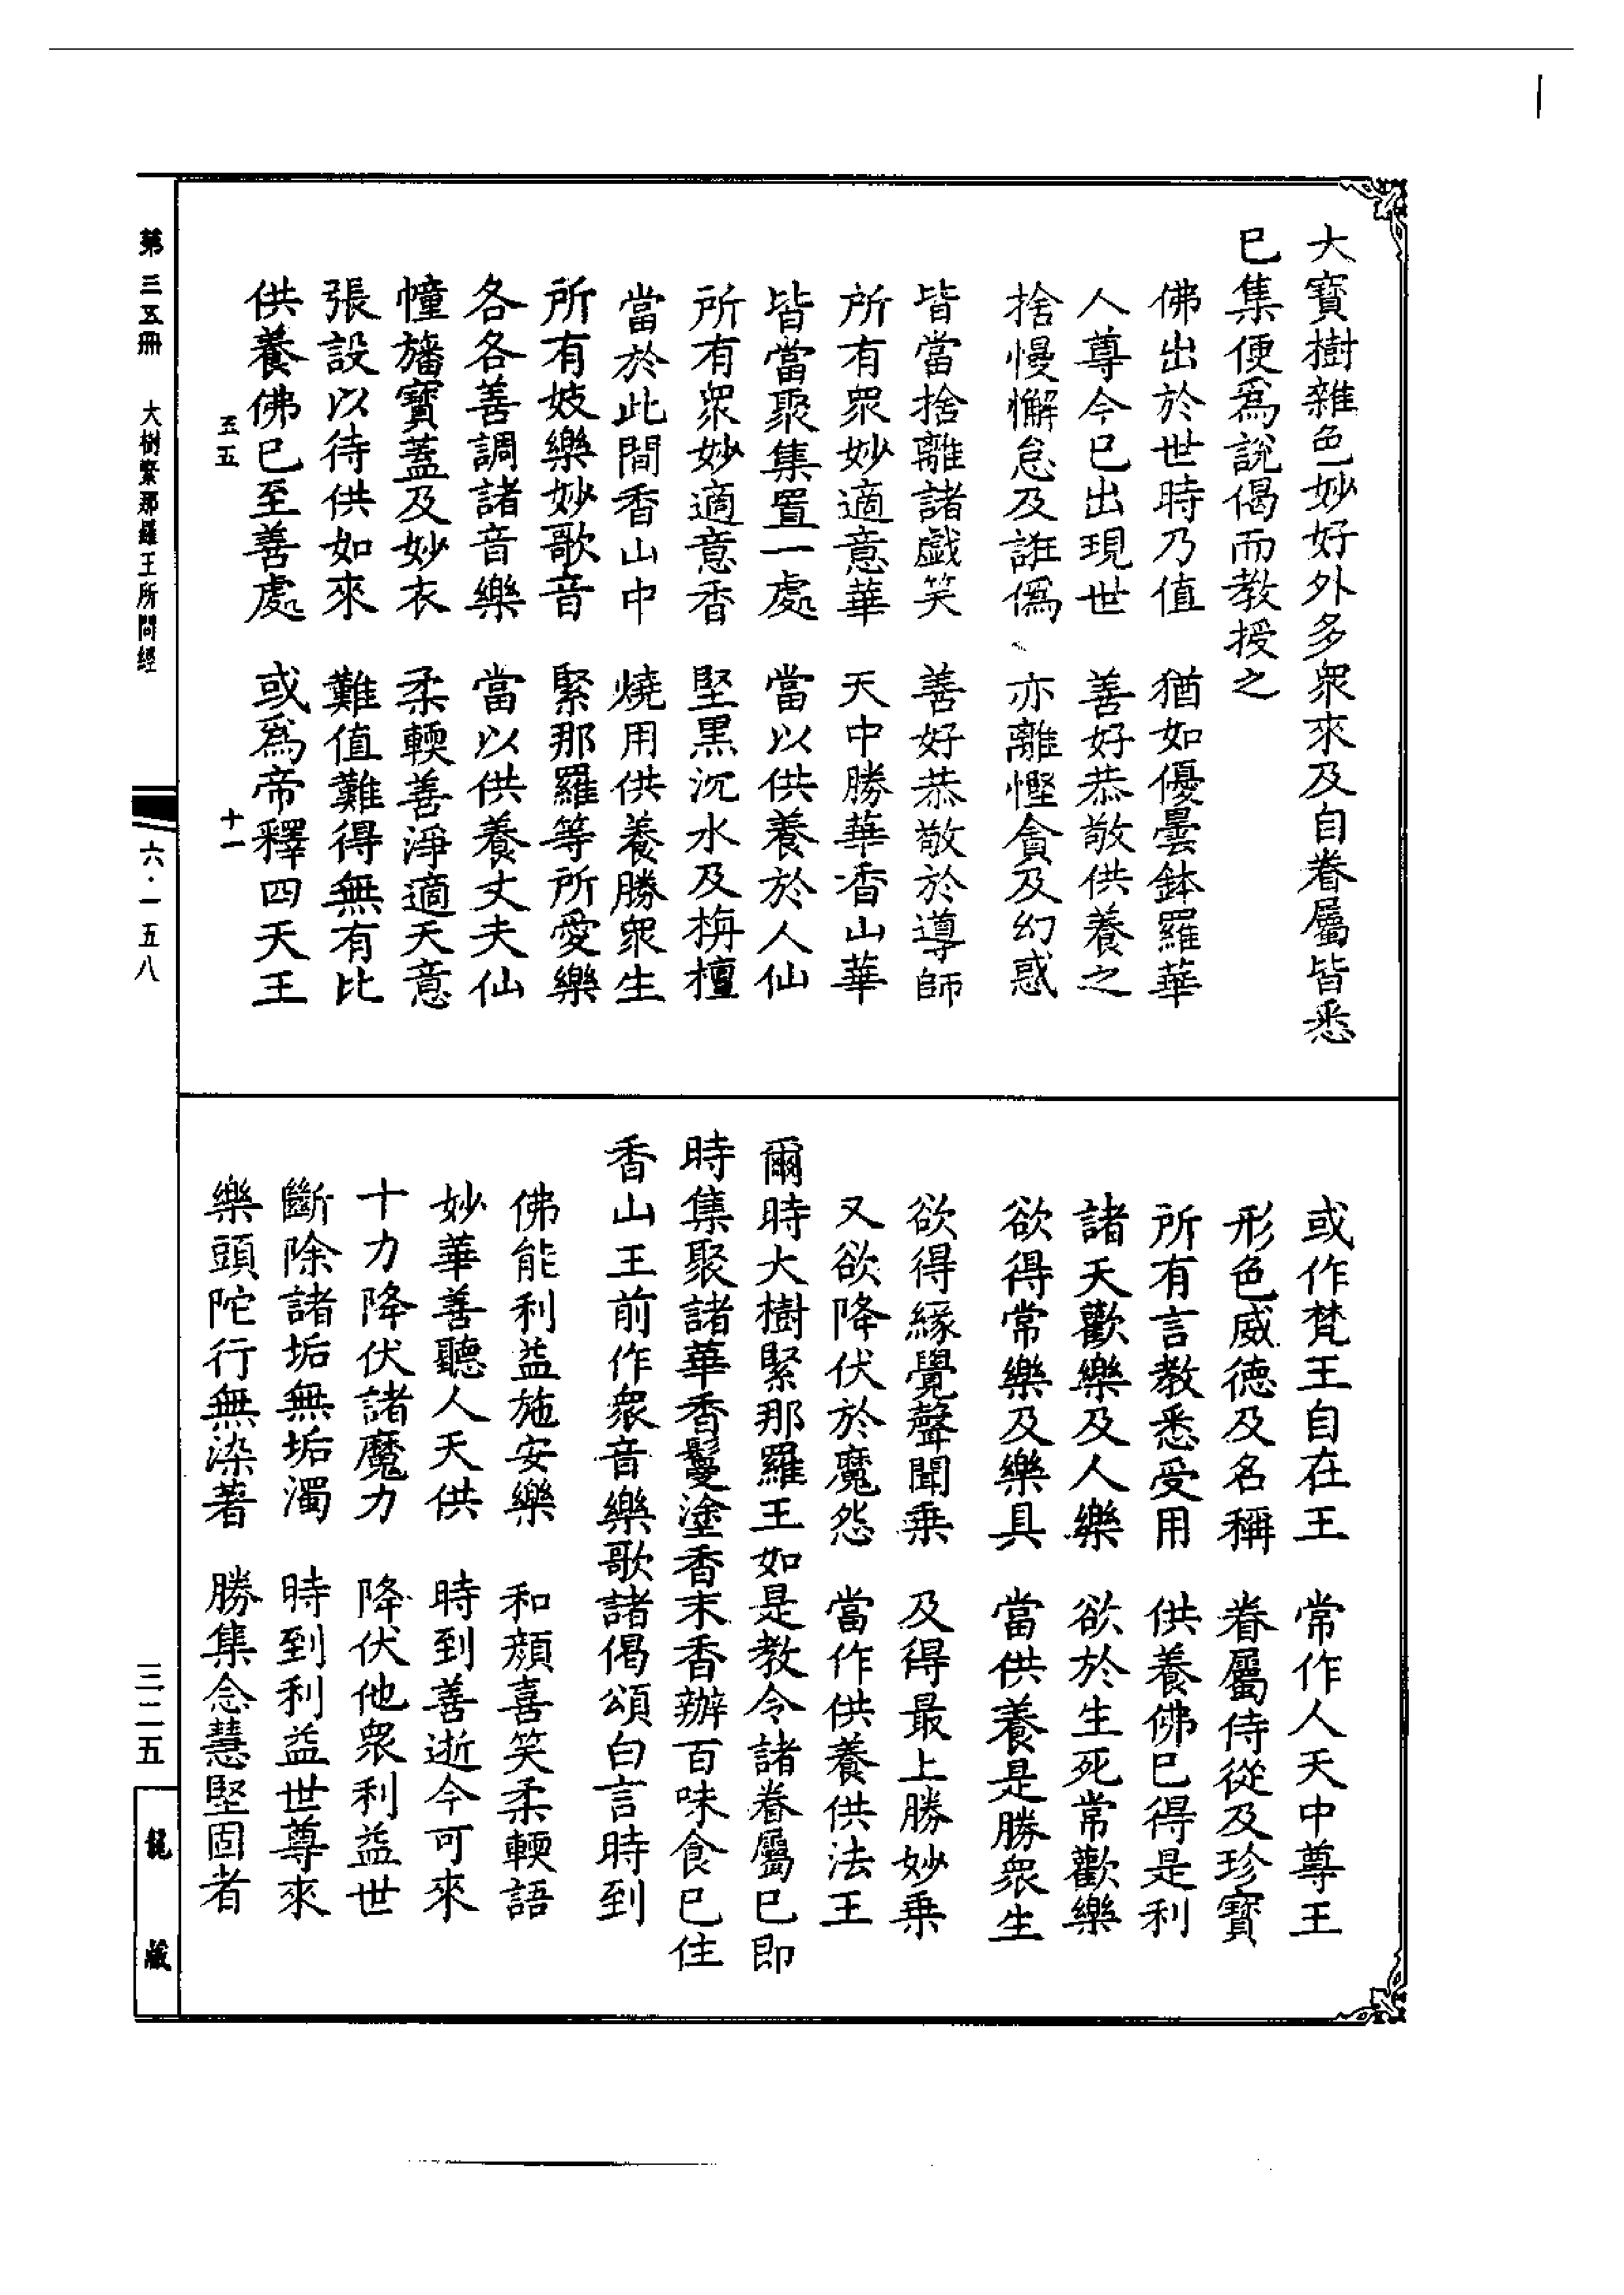 大寶樹雜色妙好外多衆來及自眷屬皆悉
已集便爲說偈而教授之
佛出於世時乃值　猶如優曇鉢羅華
人尊今已出現世　善好恭敬供養之
捨慢懈怠及誑僞　亦離慳貪及幻惑
皆當捨離諸戲笑　善好恭敬於導師
所有衆妙適意華　天中勝華香山華
皆當聚集置一處　當以供養於人仙
所有衆妙適意香　堅黑沉水及栴檀
當於此間香山中　燒用供養勝衆生
所有妓樂妙歌音　緊那羅等所愛樂
各各善調諸音樂　當以供養丈夫仙
幢旛寶蓋及妙衣　柔輭善淨適天意
張設以待供如來　難值難得無有比
供養佛已至善處　或爲帝釋四天王
五五　十一
或作梵王自在王　常作人天中尊王
形色威德及名稱　眷屬侍從及珍寶
所有言教悉受用　供養佛已得是利
諸天歡樂及人樂　欲於生死常歡樂
欲得常樂及樂具　當供養是勝衆生
欲得緣覺聲聞乗　及得最上勝妙乗
又欲降伏於魔怨　當作供養供法王
爾時大樹緊那羅王如是教令諸眷屬已即
時集聚諸華香鬘塗香末香辦百味食已住
香山王前作衆音樂歌諸偈頌白言時到
佛能利益施安樂　和顏喜笑柔輭語
妙華善聽人天供　時到善逝今可來
十力降伏諸魔力　降伏他衆利益世
斷除諸垢無垢濁　時到利益世尊來
樂頭陀行無染著　勝集念慧堅固者
第三五冊　大樹緊那羅王所問經　六·一五八　三二五　龍藏